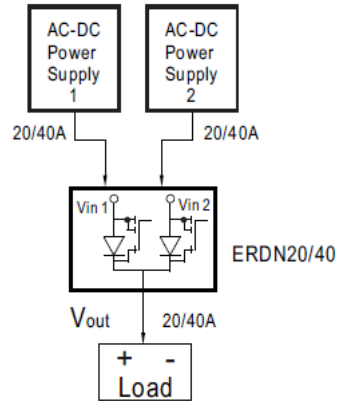 AC-DC
Power
Supply
1
AC-DC
Power
Supply
2
20/40A
20/40A
Vin 1
Vin 2
ERDN20/40
Vout
20/40A
+ -
Load